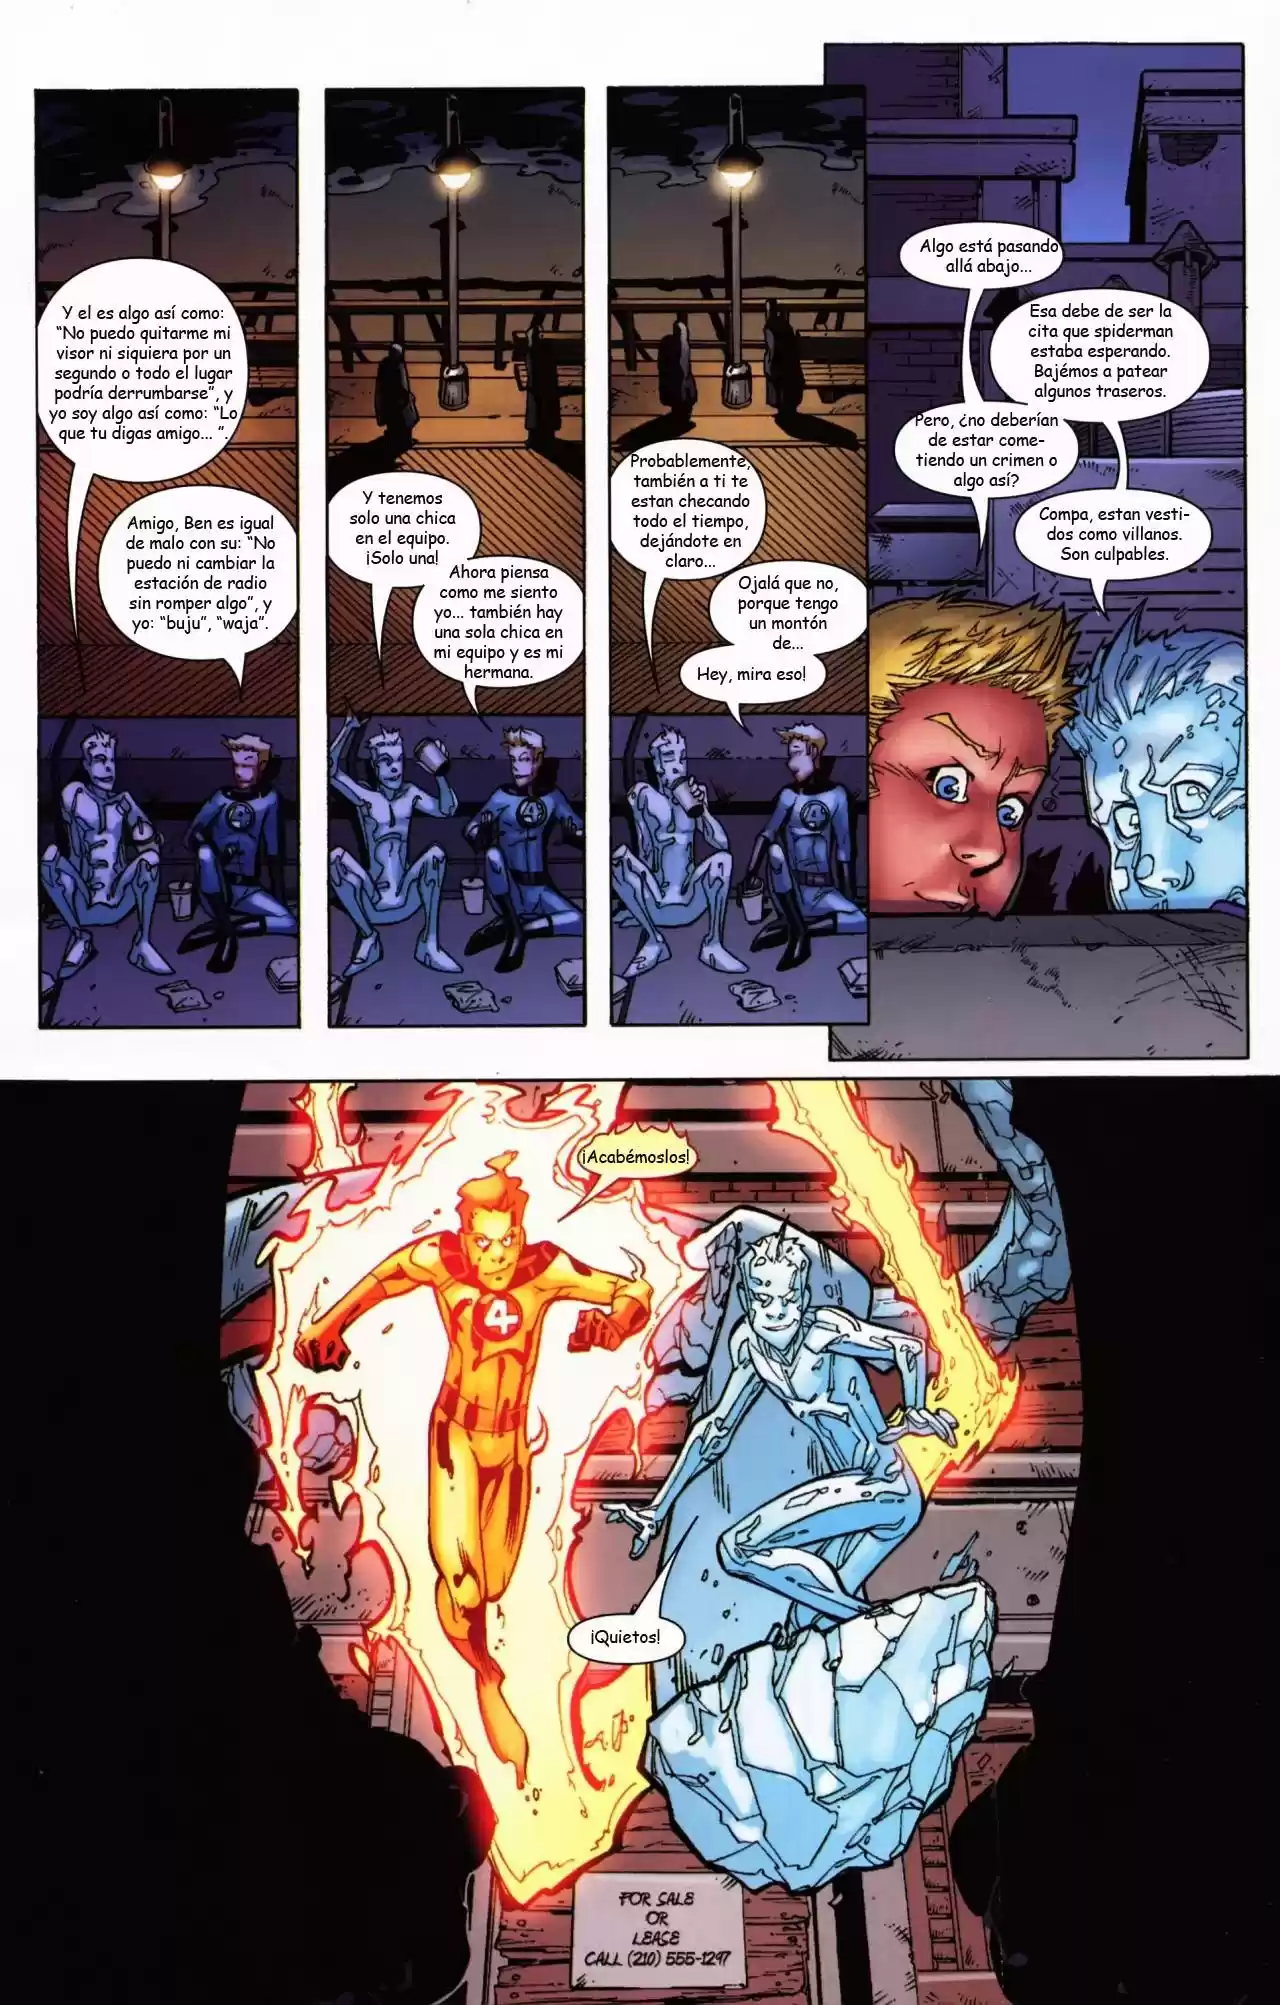 Y el es algo así como:
"No puedo quitarme mi
visor ni siquiera por un
segundo o todo el lugar
podría derrumbarse", y
yo soy algo así como: "Lo
que tu digas amigo... ".
Amigo, Ben es igual
de malo con su: "No
puedo ni cambiar la
estación de radio
sin romper algo", y
yo: "buju", "waja".
Y tenemos
solo una chica
en el equipo.
¡Solo una!
Ahora piensa
como me siento
yo... también hay
una sola chica en
mi equipo y es mi
hermana.
Probablemente,
también a ti te
estan checando
todo el tiempo,
dejándote en
claro...
Ojalá que no,
porque tengo
un montón
de...
Hey, mira eso!
Algo está pasando
allá abajo...
Esa debe de ser la
cita que spiderman
estaba esperando.
Bajémos a patear
algunos traseros.
Pero, ¿no deberían
de estar come-
tiendo un crimen o
algo así?
Compa, estan vesti-
dos como villanos.
Son culpables.
¡Acabémoslos!
4
¡Quietos!
FOR SALE
OR
LEASE
CALL (210) 555-1297